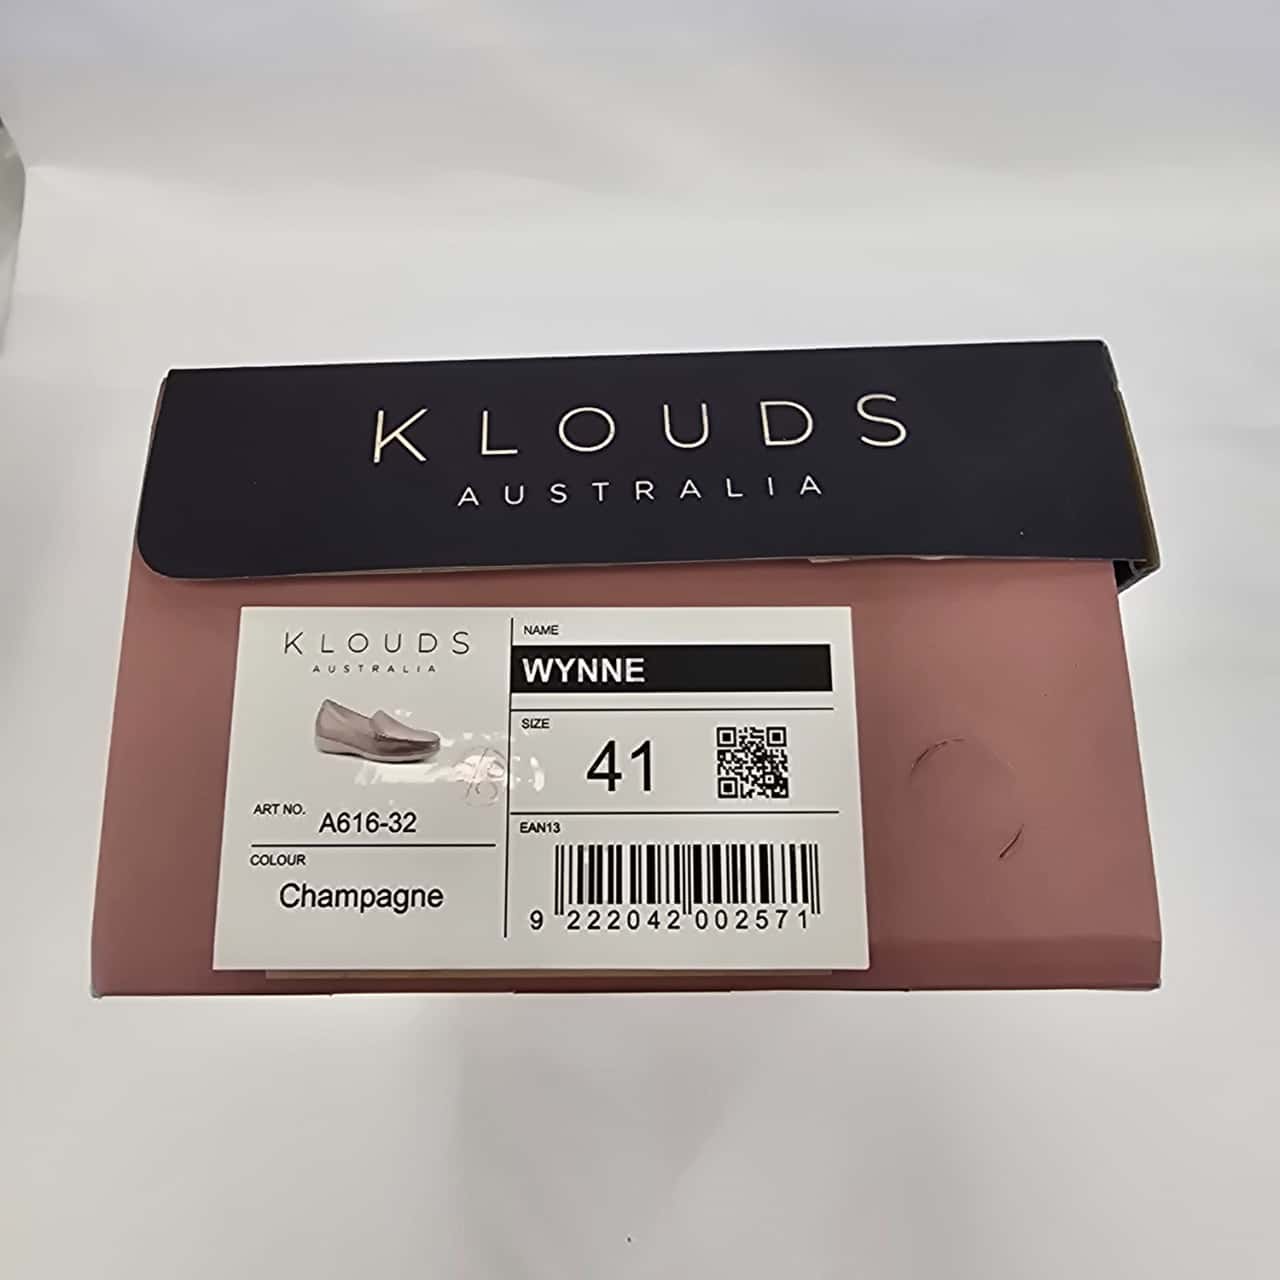 KLOUDS
AUSTRALIA
KLOUDS
AUSTRALIA
NAME
WYNNE
SIZE
41
ART NO.
A616-32
COLOUR
Champagne
EAN13
9 222042 002571